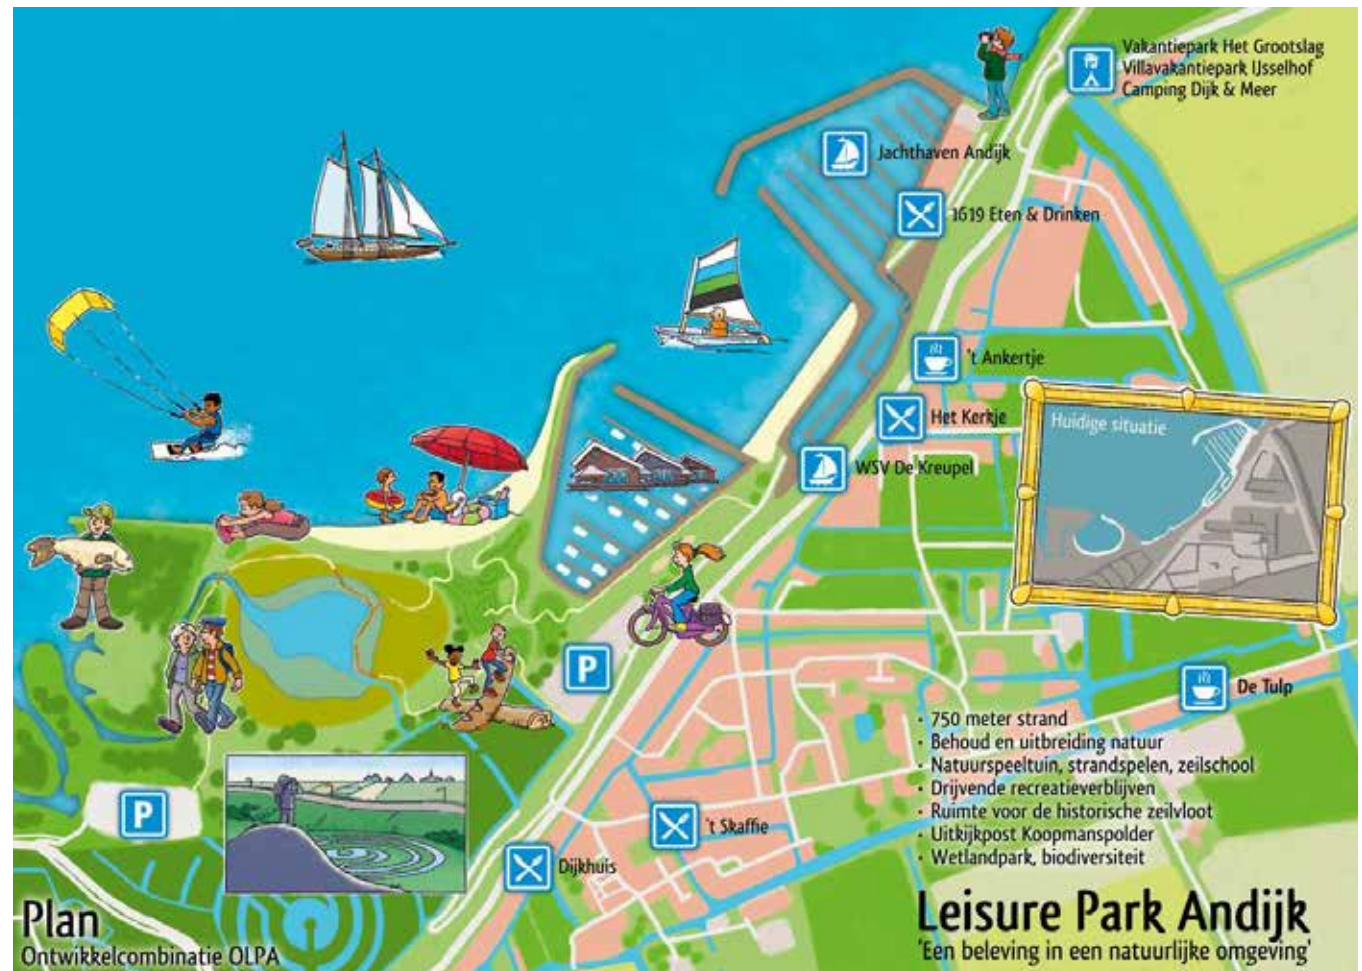 Vakantiepark Het Grootslag
Villavakantiepark IJsselhof
Camping Dijk & Meer
Jachthaven Andijk
1619 Eten & Drinken
't Ankertje
Het Kerkje
WSV De Kreupel
Huidige situatie
De Tulp
P
• 750 meter strand
• Behoud en uitbreiding natuur
• Natuurspeeltuin, strandspelen, zeilschool
• Drijvende recreatieverblijven
• Ruimte voor de historische zeilvloot
• Uitkijkpost Koopmanspolder
• Wetlandpark, biodiversiteit
P
't Skaffie
Dijkhuis
Plan
Ontwikkelcombinatie OLPA
Leisure Park Andijk
'Een beleving in een natuurlijke omgeving'